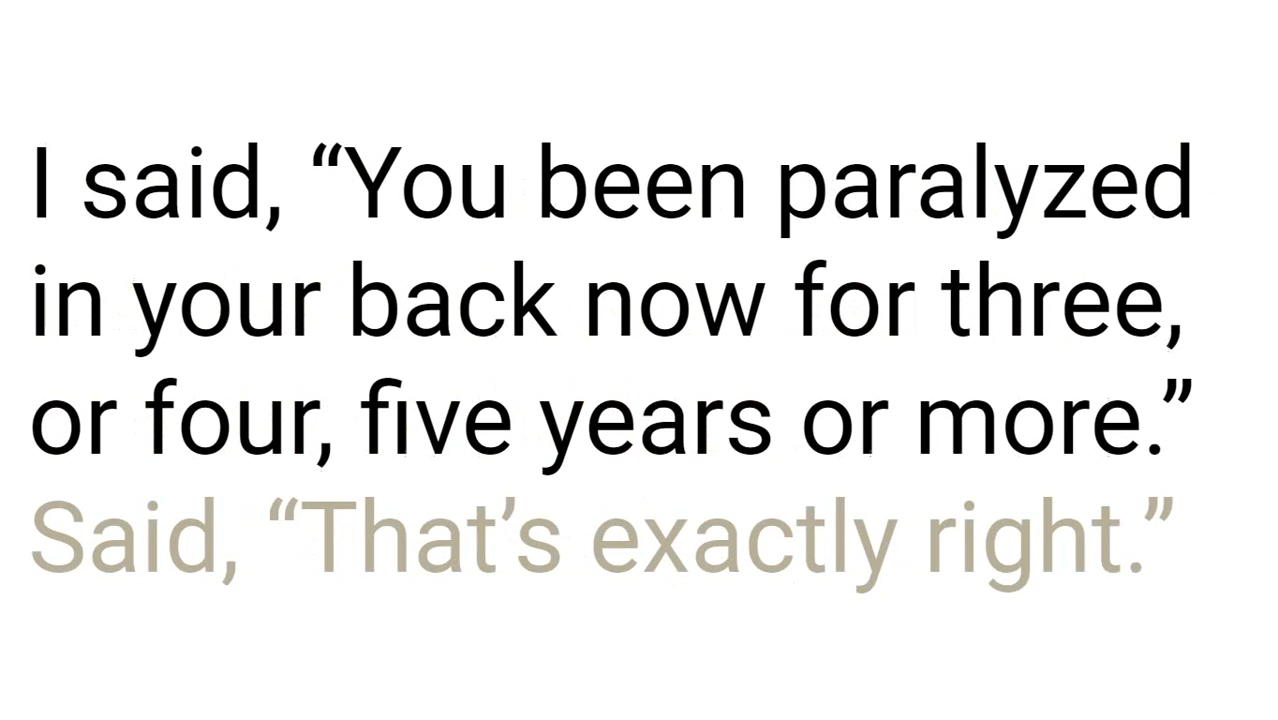 I said, “You been paralyzed
in your back now for three,
or four, five years or more.”
Said, “That’s exactly right.”